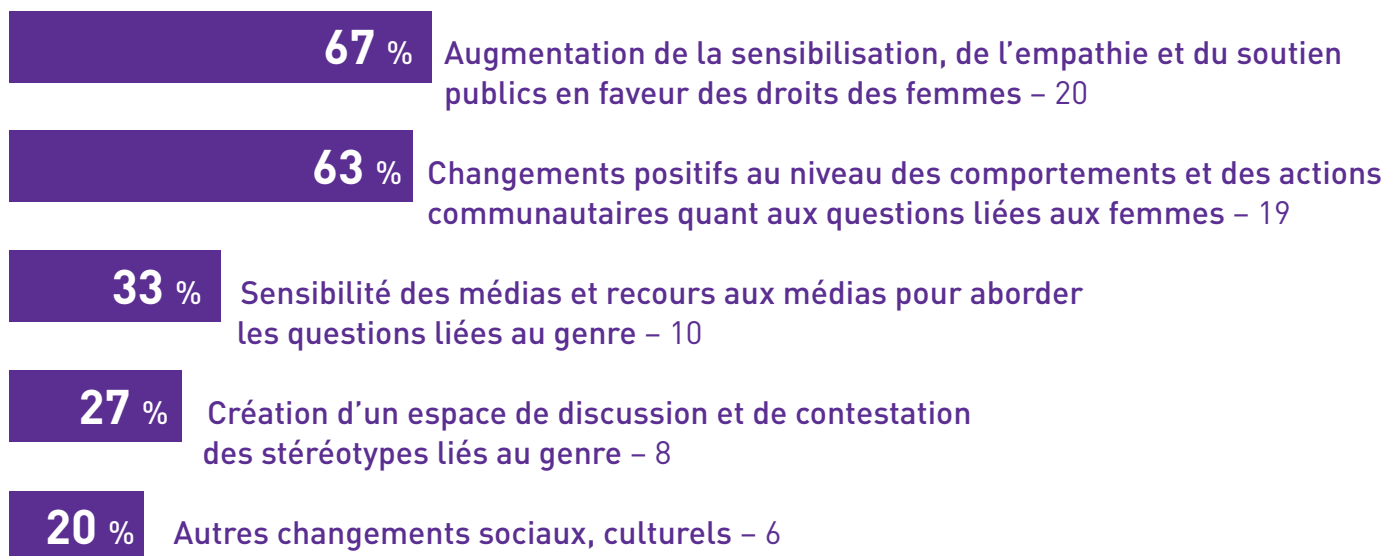 67 % Augmentation de la sensibilisation, de l’empathie et du soutien
publics en faveur des droits des femmes – 20
63 % Changements positifs au niveau des comportements et des actions
communautaires quant aux questions liées aux femmes – 19
33 % Sensibilité des médias et recours aux médias pour aborder
les questions liées au genre – 10
27 % Création d’un espace de discussion et de contestation
des stéréotypes liés au genre – 8
20 % Autres changements sociaux, culturels – 6